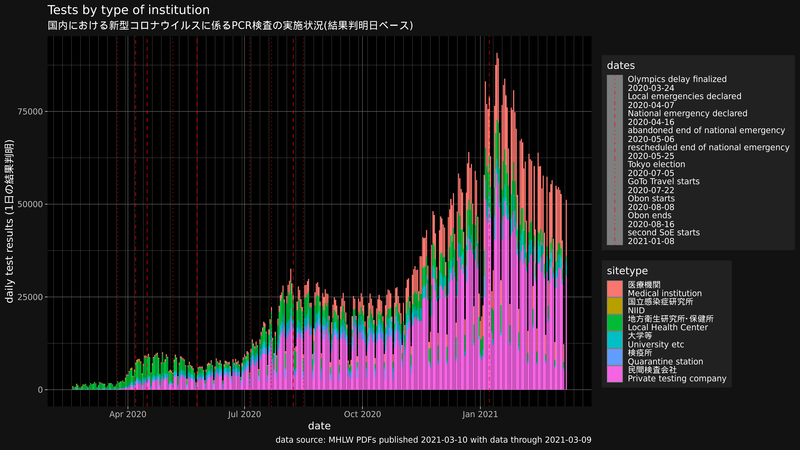 Tests by type of institution
国内における新型コロナウイルスに係るPCR検査の実施状況(結果判明日ベース)
daily test results (1日の結果判明)
75000
50000
25000
0
Apr 2020
Jul 2020
Oct 2020
Jan 2021
date
data source: MHLW PDFs published 2021-03-10 with data through 2021-03-09
dates
Olympics delay finalized
2020-03-24
Local emergencies declared
2020-04-07
National emergency declared
2020-04-16
abandoned end of national emergency
2020-05-06
rescheduled end of national emergency
2020-05-25
Tokyo election
2020-07-05
GoTo Travel starts
2020-07-22
Obon starts
2020-08-08
Obon ends
2020-08-16
second SoE starts
2021-01-08
sitetype
医療機関
Medical institution
国立感染症研究所
NIID
地方衛生研究所･保健所
Local Health Center
大学等
University etc
検疫所
Quarantine station
民間検査会社
Private testing company